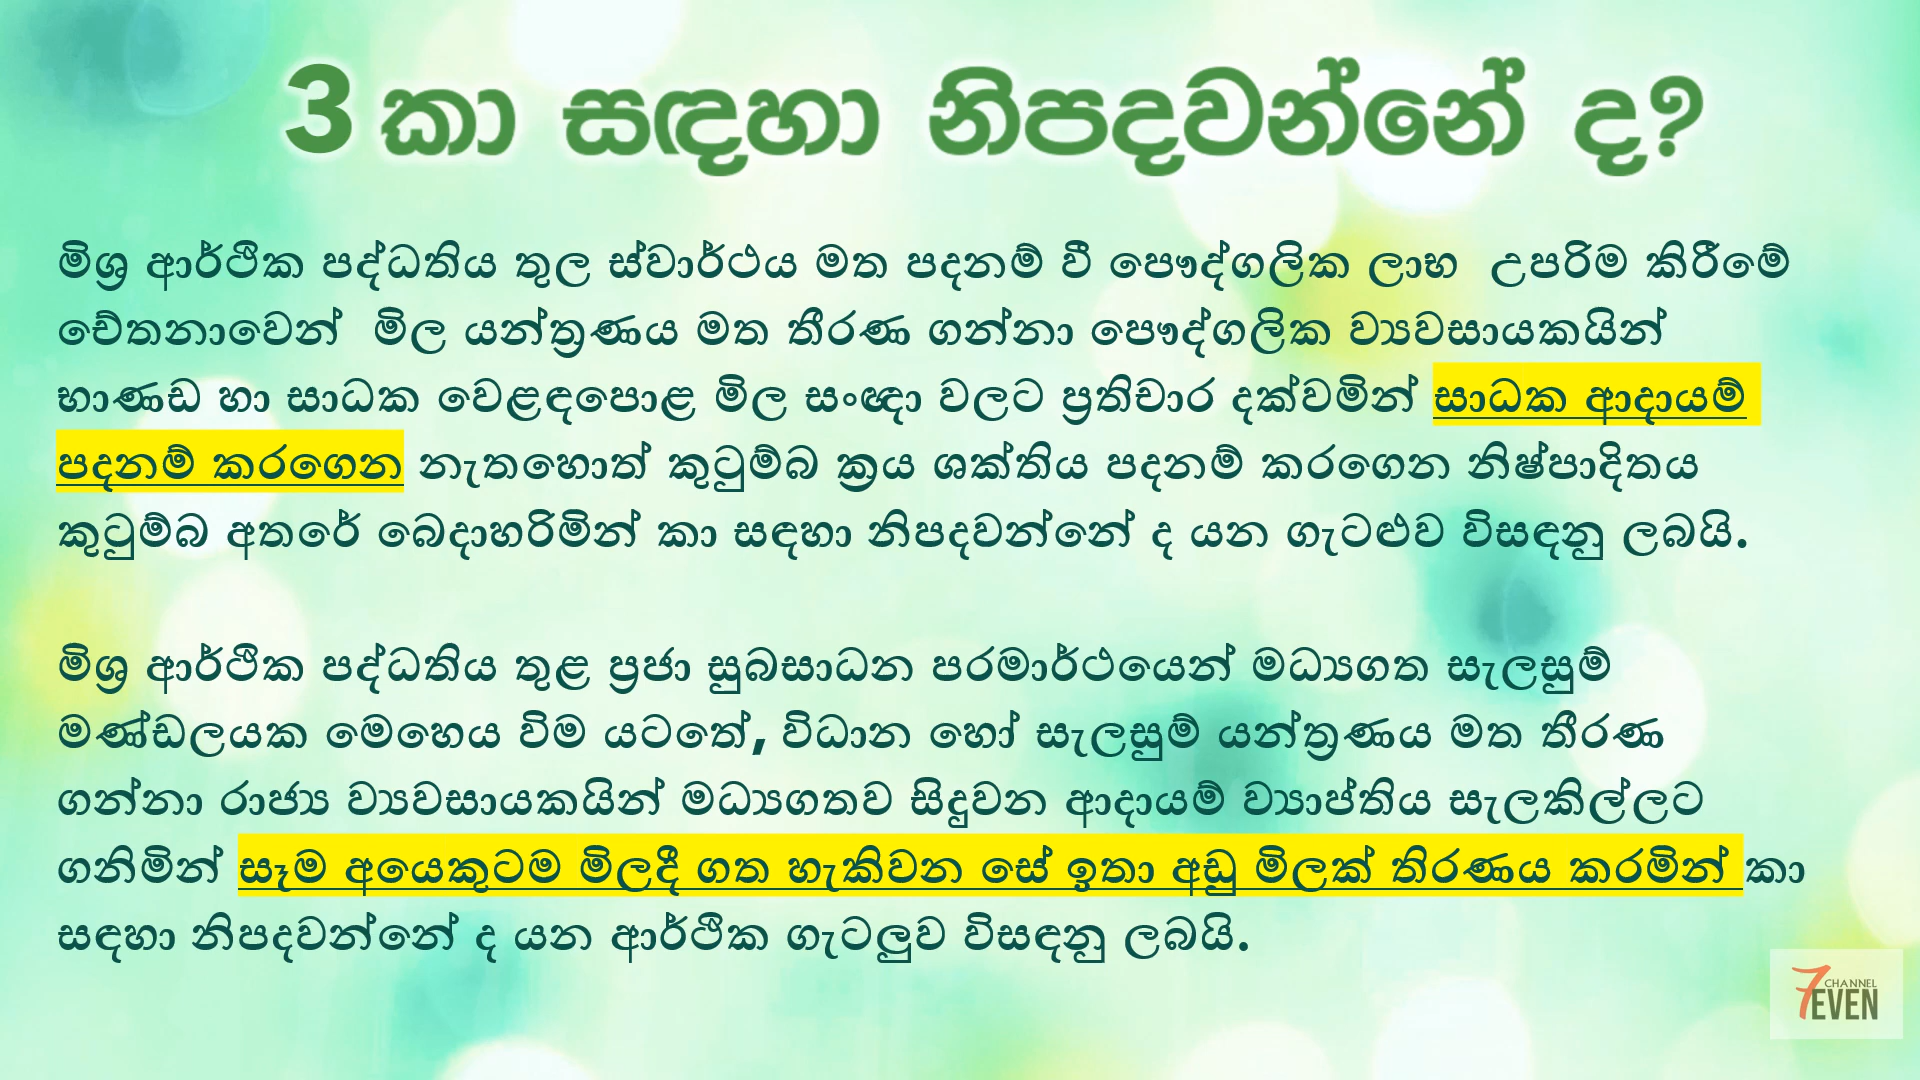 3 කා සඳහා නිපදවන්නේ ද?
මිශ්‍ර ආර්ථික පද්ධතිය තුල ස්වාර්ථය මත පදනම් වී පෞද්ගලික ලාභ උපරිම කිරීමේ
චේතනාවෙන් මිල යන්ත්‍රණය මත තීරණ ගන්නා පෞද්ගලික ව්‍යවසායකයින්
භාණඩ හා සාධක වෙළඳපොළ මිල සංඥා වලට ප්‍රතිචාර දක්වමින් සාධක ආදායම්
පදනම් කරගෙන නැතහොත් කුටුම්බ ක්‍රය ශක්තිය පදනම් කරගෙන නිෂ්පාදිතය
කුටුම්බ අතරේ බෙදාහරිමින් කා සඳහා නිපදවන්නේ ද යන ගැටළුව විසඳනු ලබයි.
මිශ්‍ර ආර්ථික පද්ධතිය තුළ ප්‍රජා සුබසාධන පරමාර්ථයෙන් මධ්‍යගත සැලසුම්
මණ්ඩලයක මෙහෙය විම යටතේ, විධාන හෝ සැලසුම් යන්ත්‍රණය මත තීරණ
ගන්නා රාජ්‍ය ව්‍යවසායකයින් මධ්‍යගතව සිදුවන ආදායම් ව්‍යාප්තිය සැලකිල්ලට
ගනිමින් සෑම අයෙකුටම මිලදී ගත හැකිවන සේ ඉතා අඩු මිලක් තිරණය කරමින් කා
සඳහා නිපදවන්නේ ද යන ආර්ථික ගැටලුව විසඳනු ලබයි.
CHANNEL
7EVEN